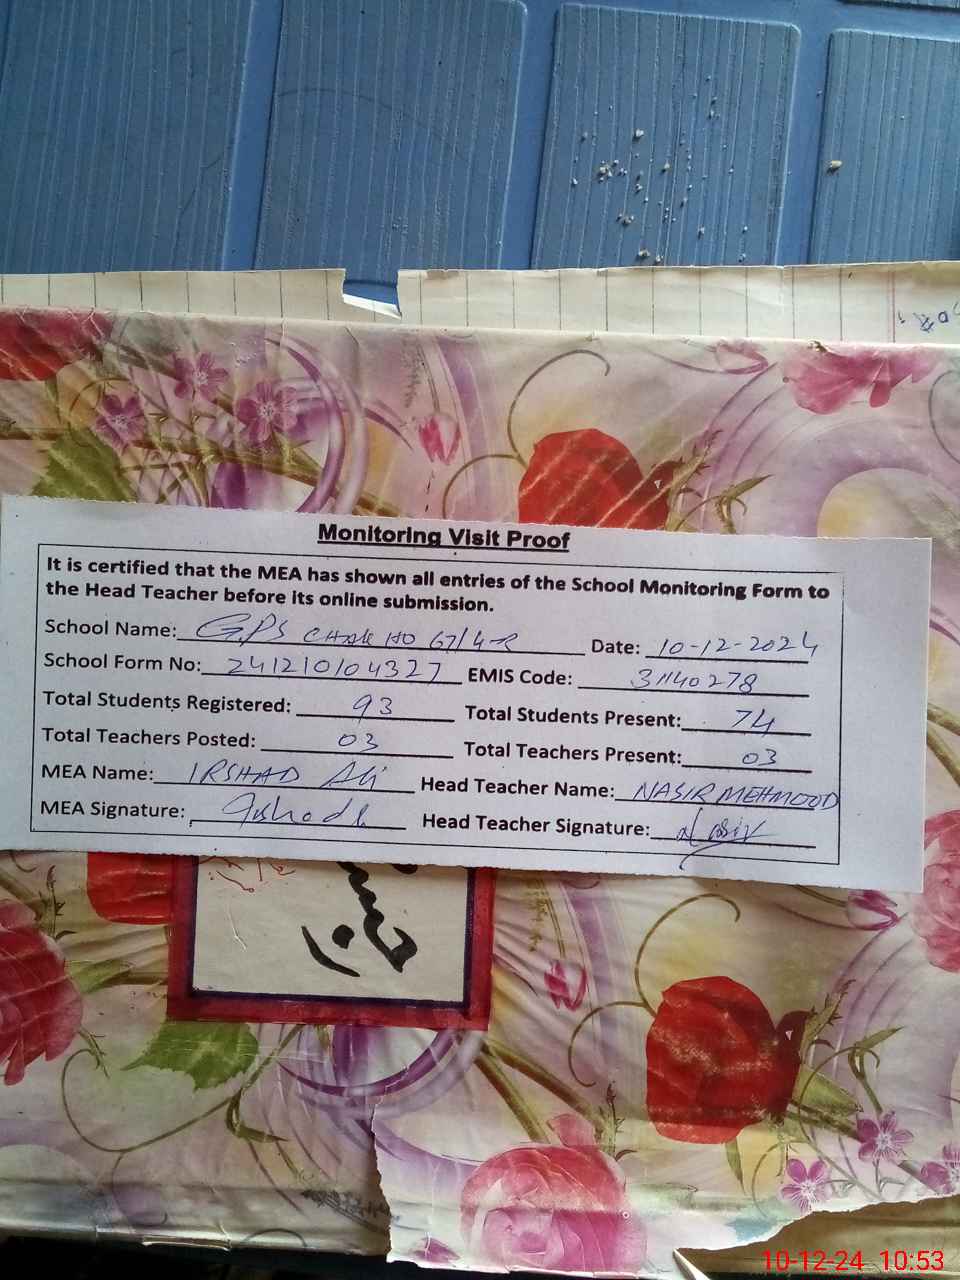 Monitoring Visit Proof
It is certified that the MEA has shown all entries of the School Monitoring Form to
the Head Teacher before its online submission.
School Name: GPS CHAK NO 67/4-R Date: 10-12-2024
School Form No: 241210104327 EMIS Code: 31140278
Total Students Registered: 93 Total Students Present: 74
Total Teachers Posted: 03 Total Teachers Present: 03
MEA Name: IRSHAD Ali Head Teacher Name: NASIR MEHMOOD
MEA Signature: Irshad Head Teacher Signature: Nasir
10-12-24 10:53